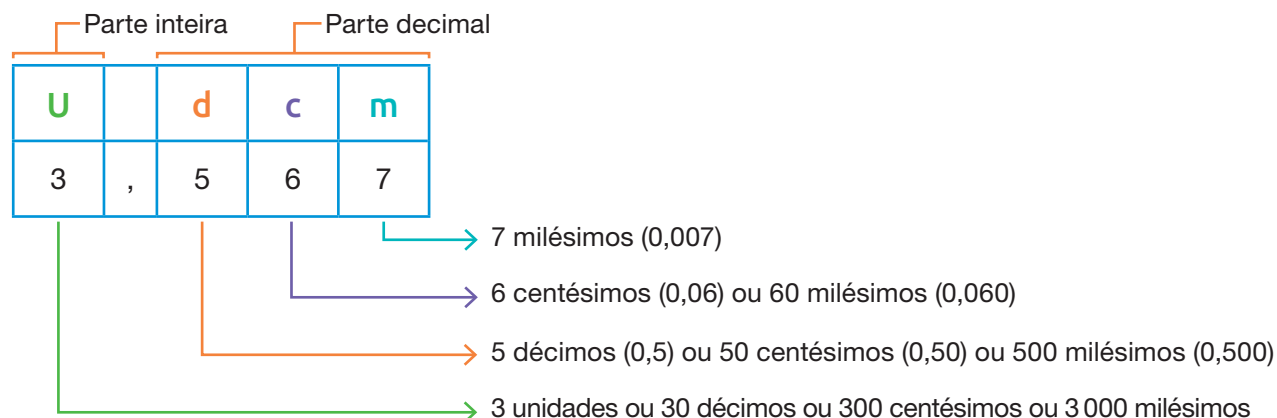 Parte inteira Parte decimal
U d c m
3 , 5 6 7
7 milésimos (0,007)
6 centésimos (0,06) ou 60 milésimos (0,060)
5 décimos (0,5) ou 50 centésimos (0,50) ou 500 milésimos (0,500)
3 unidades ou 30 décimos ou 300 centésimos ou 3 000 milésimos